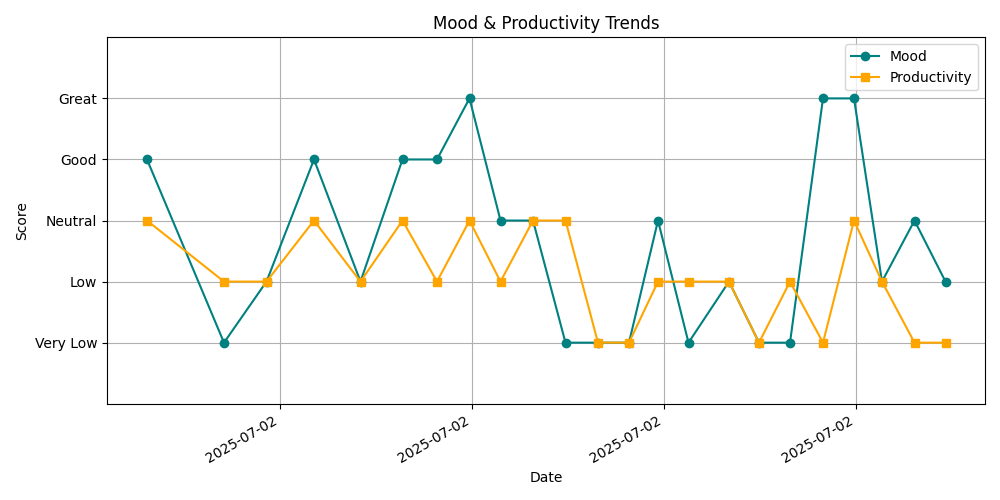 Mood & Productivity Trends
Mood
Productivity
Great
Good
Neutral
Low
Very Low
Score
2025-07-02
2025-07-02
2025-07-02
2025-07-02
Date